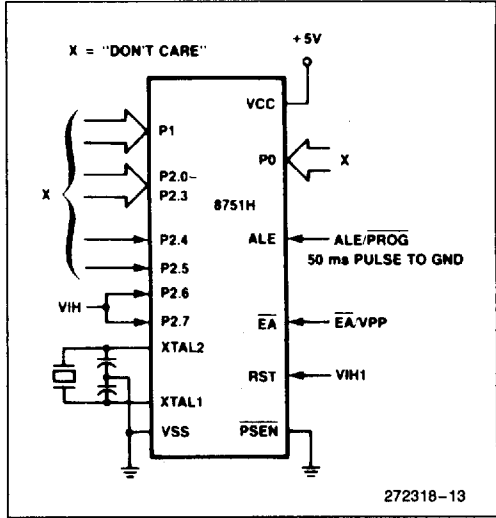 X = "DON'T CARE"
+5V
VCC
P1
P0
X
P2.0–
P2.3
X
8751H
P2.4
ALE
ALE/PROG
50 ms PULSE TO GND
P2.5
P2.6
VIH
P2.7
EA
EA/VPP
XTAL2
RST
VIH1
XTAL1
VSS
PSEN
272318–13